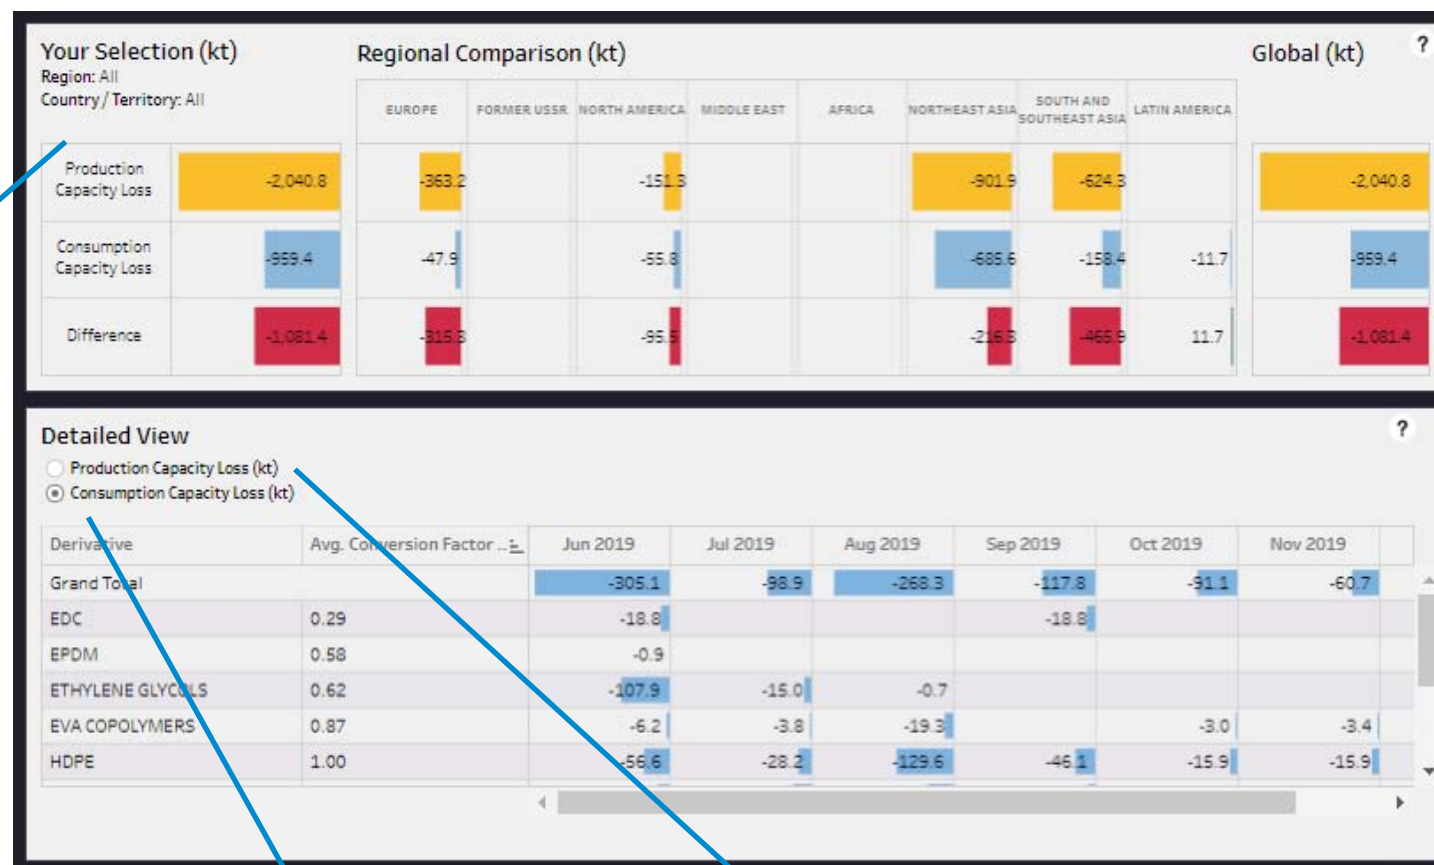 Your Selection (kt)
Region: All
Country / Territory: All
Regional Comparison (kt)
Global (kt)
?
EUROPE FORMER USSR NORTH AMERICA MIDDLE EAST AFRICA NORTHEAST ASIA SOUTH AND SOUTHEAST ASIA LATIN AMERICA
Production
Capacity Loss
-2,040.8 -363.2 -151.3 -901.9 -624.3 -2,040.8
Consumption
Capacity Loss
-959.4 -47.9 -55.8 -685.6 -158.4 -11.7 -959.4
Difference -1,081.4 -315.3 -95.5 -216.3 -465.9 11.7 -1,081.4
Detailed View
?
Production Capacity Loss (kt)
Consumption Capacity Loss (kt)
Derivative Avg. Conversion Factor .. Jun 2019 Jul 2019 Aug 2019 Sep 2019 Oct 2019 Nov 2019
Grand Total -305.1 -98.9 -268.3 -117.8 -91.1 -60.7
EDC 0.29 -18.8 -18.8
EPDM 0.58 -0.9
ETHYLENE GLYCOLS 0.62 -107.9 -15.0 -0.7
EVA COPOLYMERS 0.87 -6.2 -3.8 -19.3 -3.0 -3.4
HDPE 1.00 -56.6 -28.2 -129.6 -46.1 -15.9 -15.9